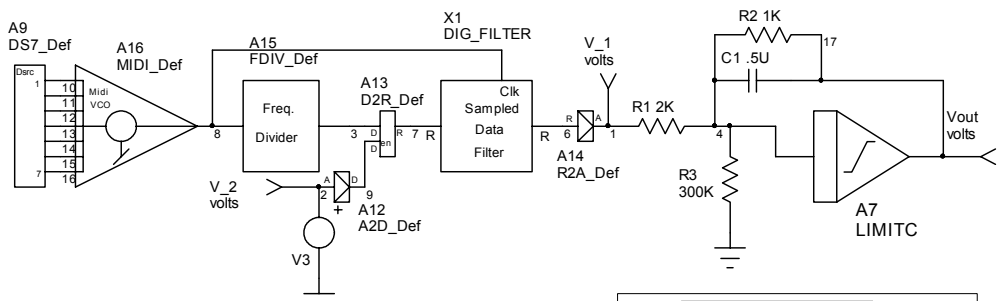 A9
DS7_Def
Dsrc
1
7
10
11
12
13
14
15
16
A16
MIDI_Def
Midi
VCO
8
A15
FDIV_Def
Freq.
Divider
3
A13
D2R_Def
D
D
en
R
7
R
X1
DIG_FILTER
Clk
Sampled
Data
Filter
R
R
A
6
A14
R2A_Def
V_1
volts
1
R1 2K
4
R2 1K
17
C1 .5U
R3
300K
A7
LIMITC
Vout
volts
V_2
volts
2
A
D
+
9
A12
A2D_Def
V3